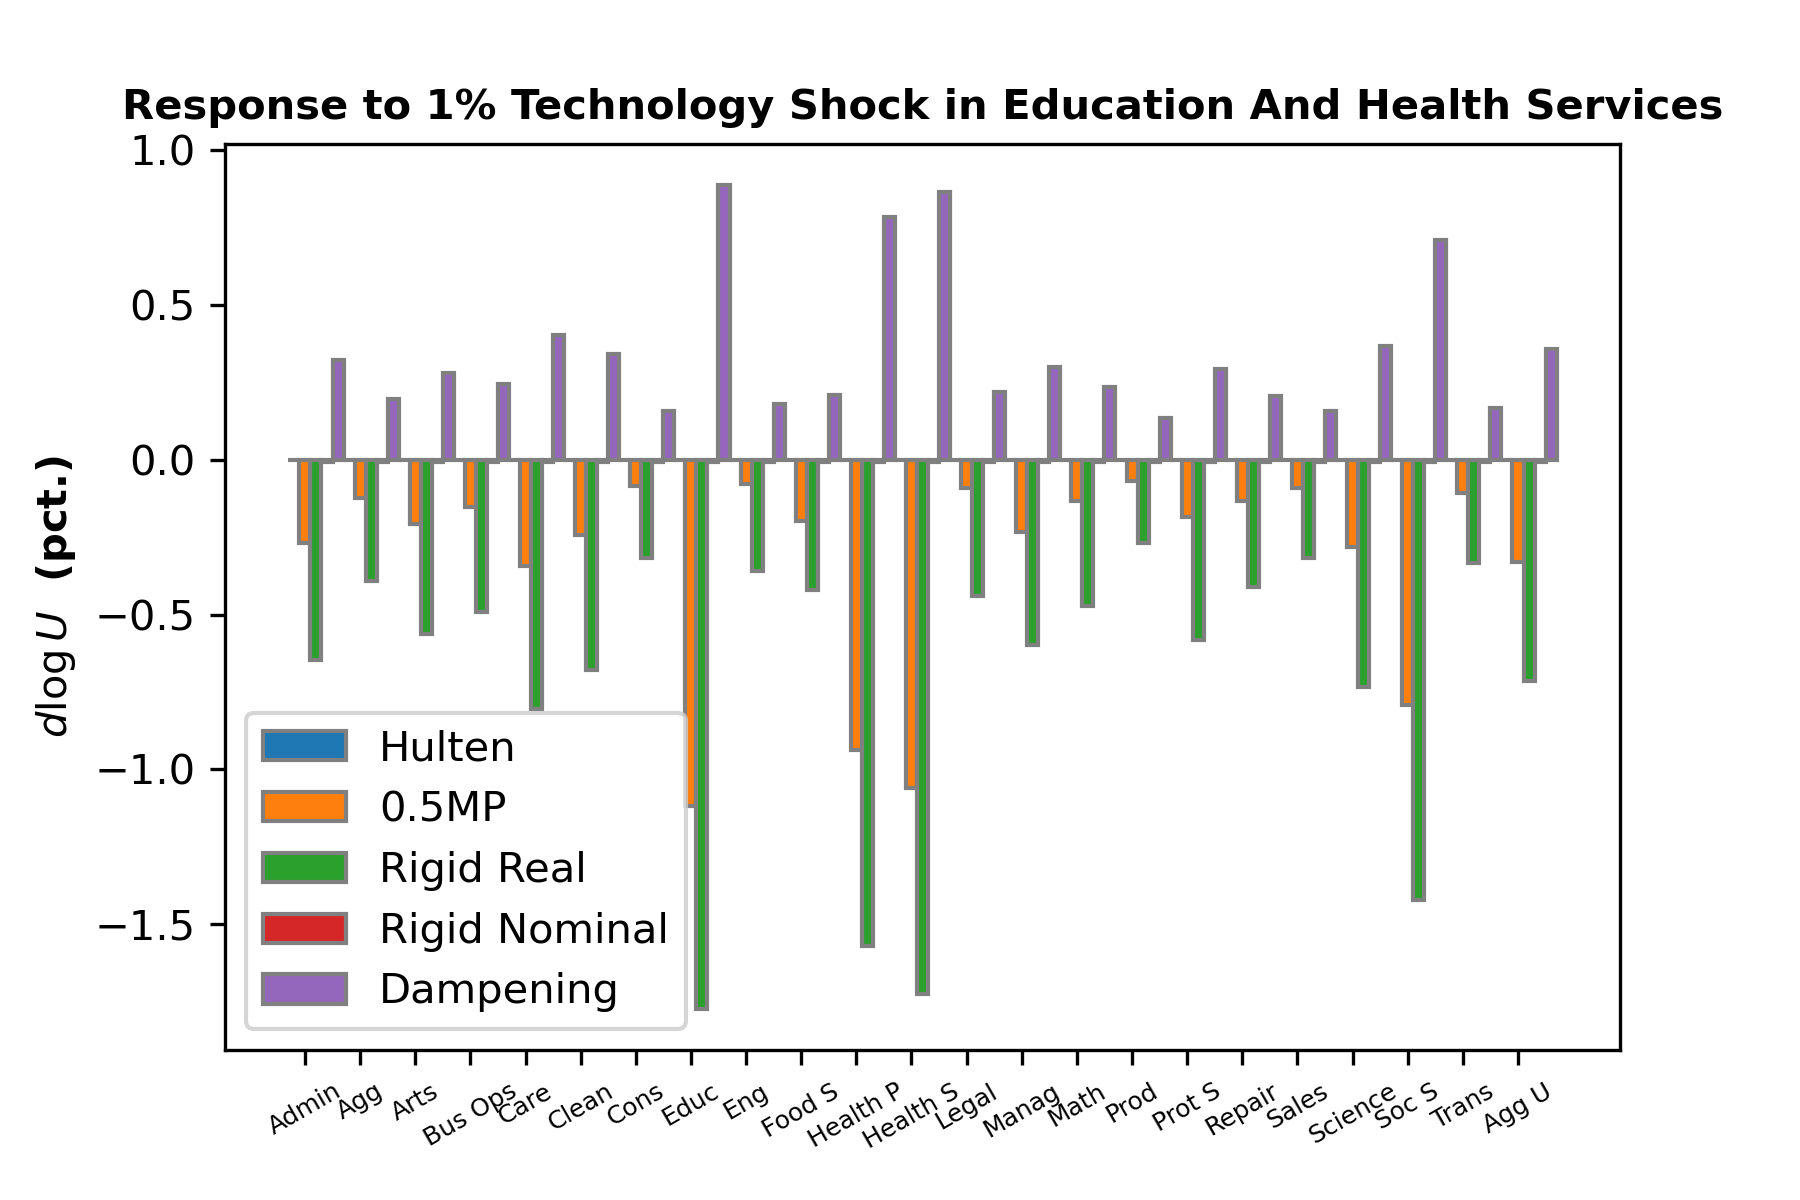 Response to 1% Technology Shock in Education And Health Services
1.0
0.5
0.0
−0.5
−1.0
−1.5
dlog U (pct.)
Hulten
0.5MP
Rigid Real
Rigid Nominal
Dampening
Admin
Agg
Arts
Bus Ops
Care
Clean
Cons
Educ
Eng
Food S
Health P
Health S
Legal
Manag
Math
Prod
Prot S
Repair
Sales
Science
Soc S
Trans
Agg U